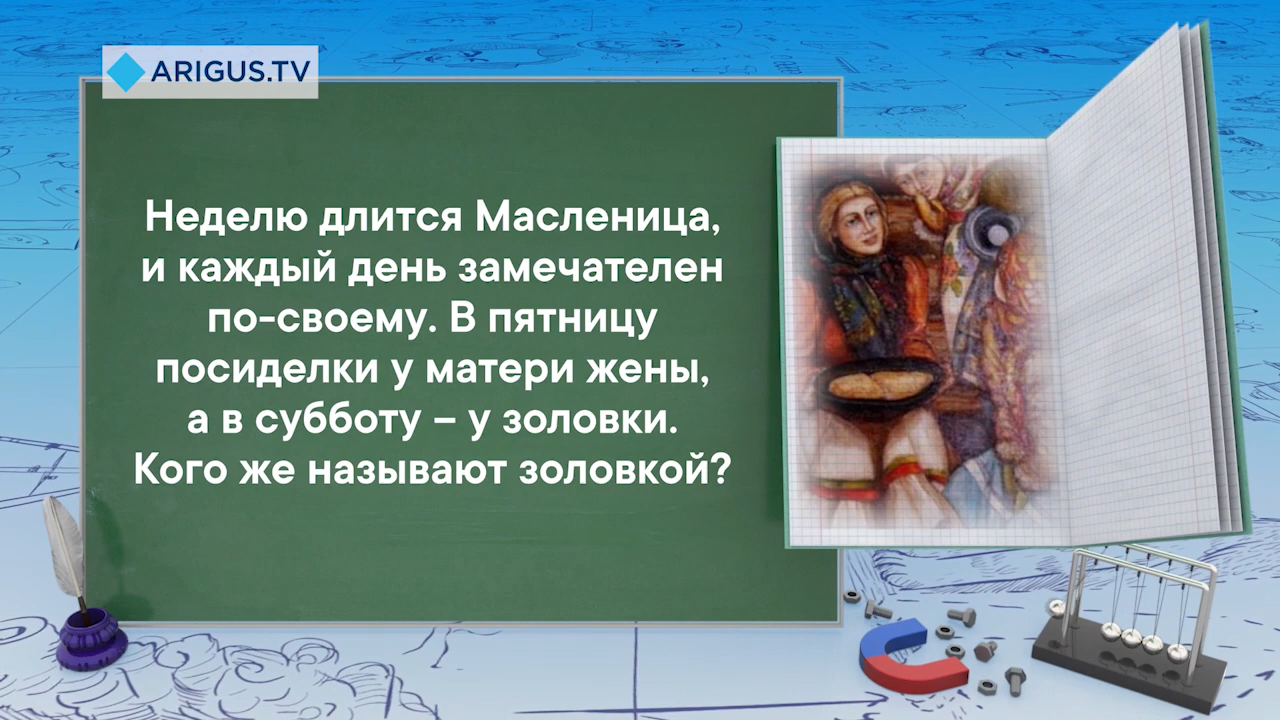 ARIGUS.TV
Неделю длится Масленица,
и каждый день замечателен
по-своему. В пятницу
посиделки у матери жены,
а в субботу – у золовки.
Кого же называют золовкой?